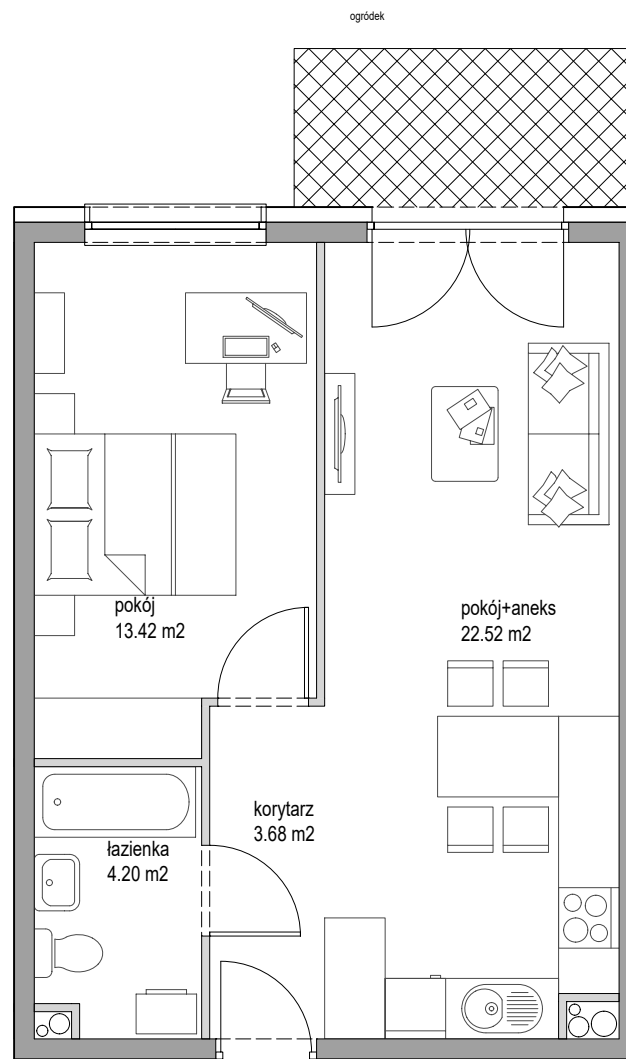 ogródek
pokój
13.42 m2
pokój+aneks
22.52 m2
korytarz
3.68 m2
łazienka
4.20 m2